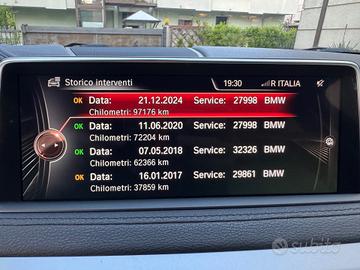 Storico interventi 19:30 R ITALIA
OK Data: 21.12.2024 Service: 27998 BMW
Chilometri: 97176 km
OK Data: 11.06.2020 Service: 27998 BMW
Chilometri: 72204 km
OK Data: 07.05.2018 Service: 32326 BMW
Chilometri: 62366 km
OK Data: 16.01.2017 Service: 29861 BMW
Chilometri: 37859 km
subito